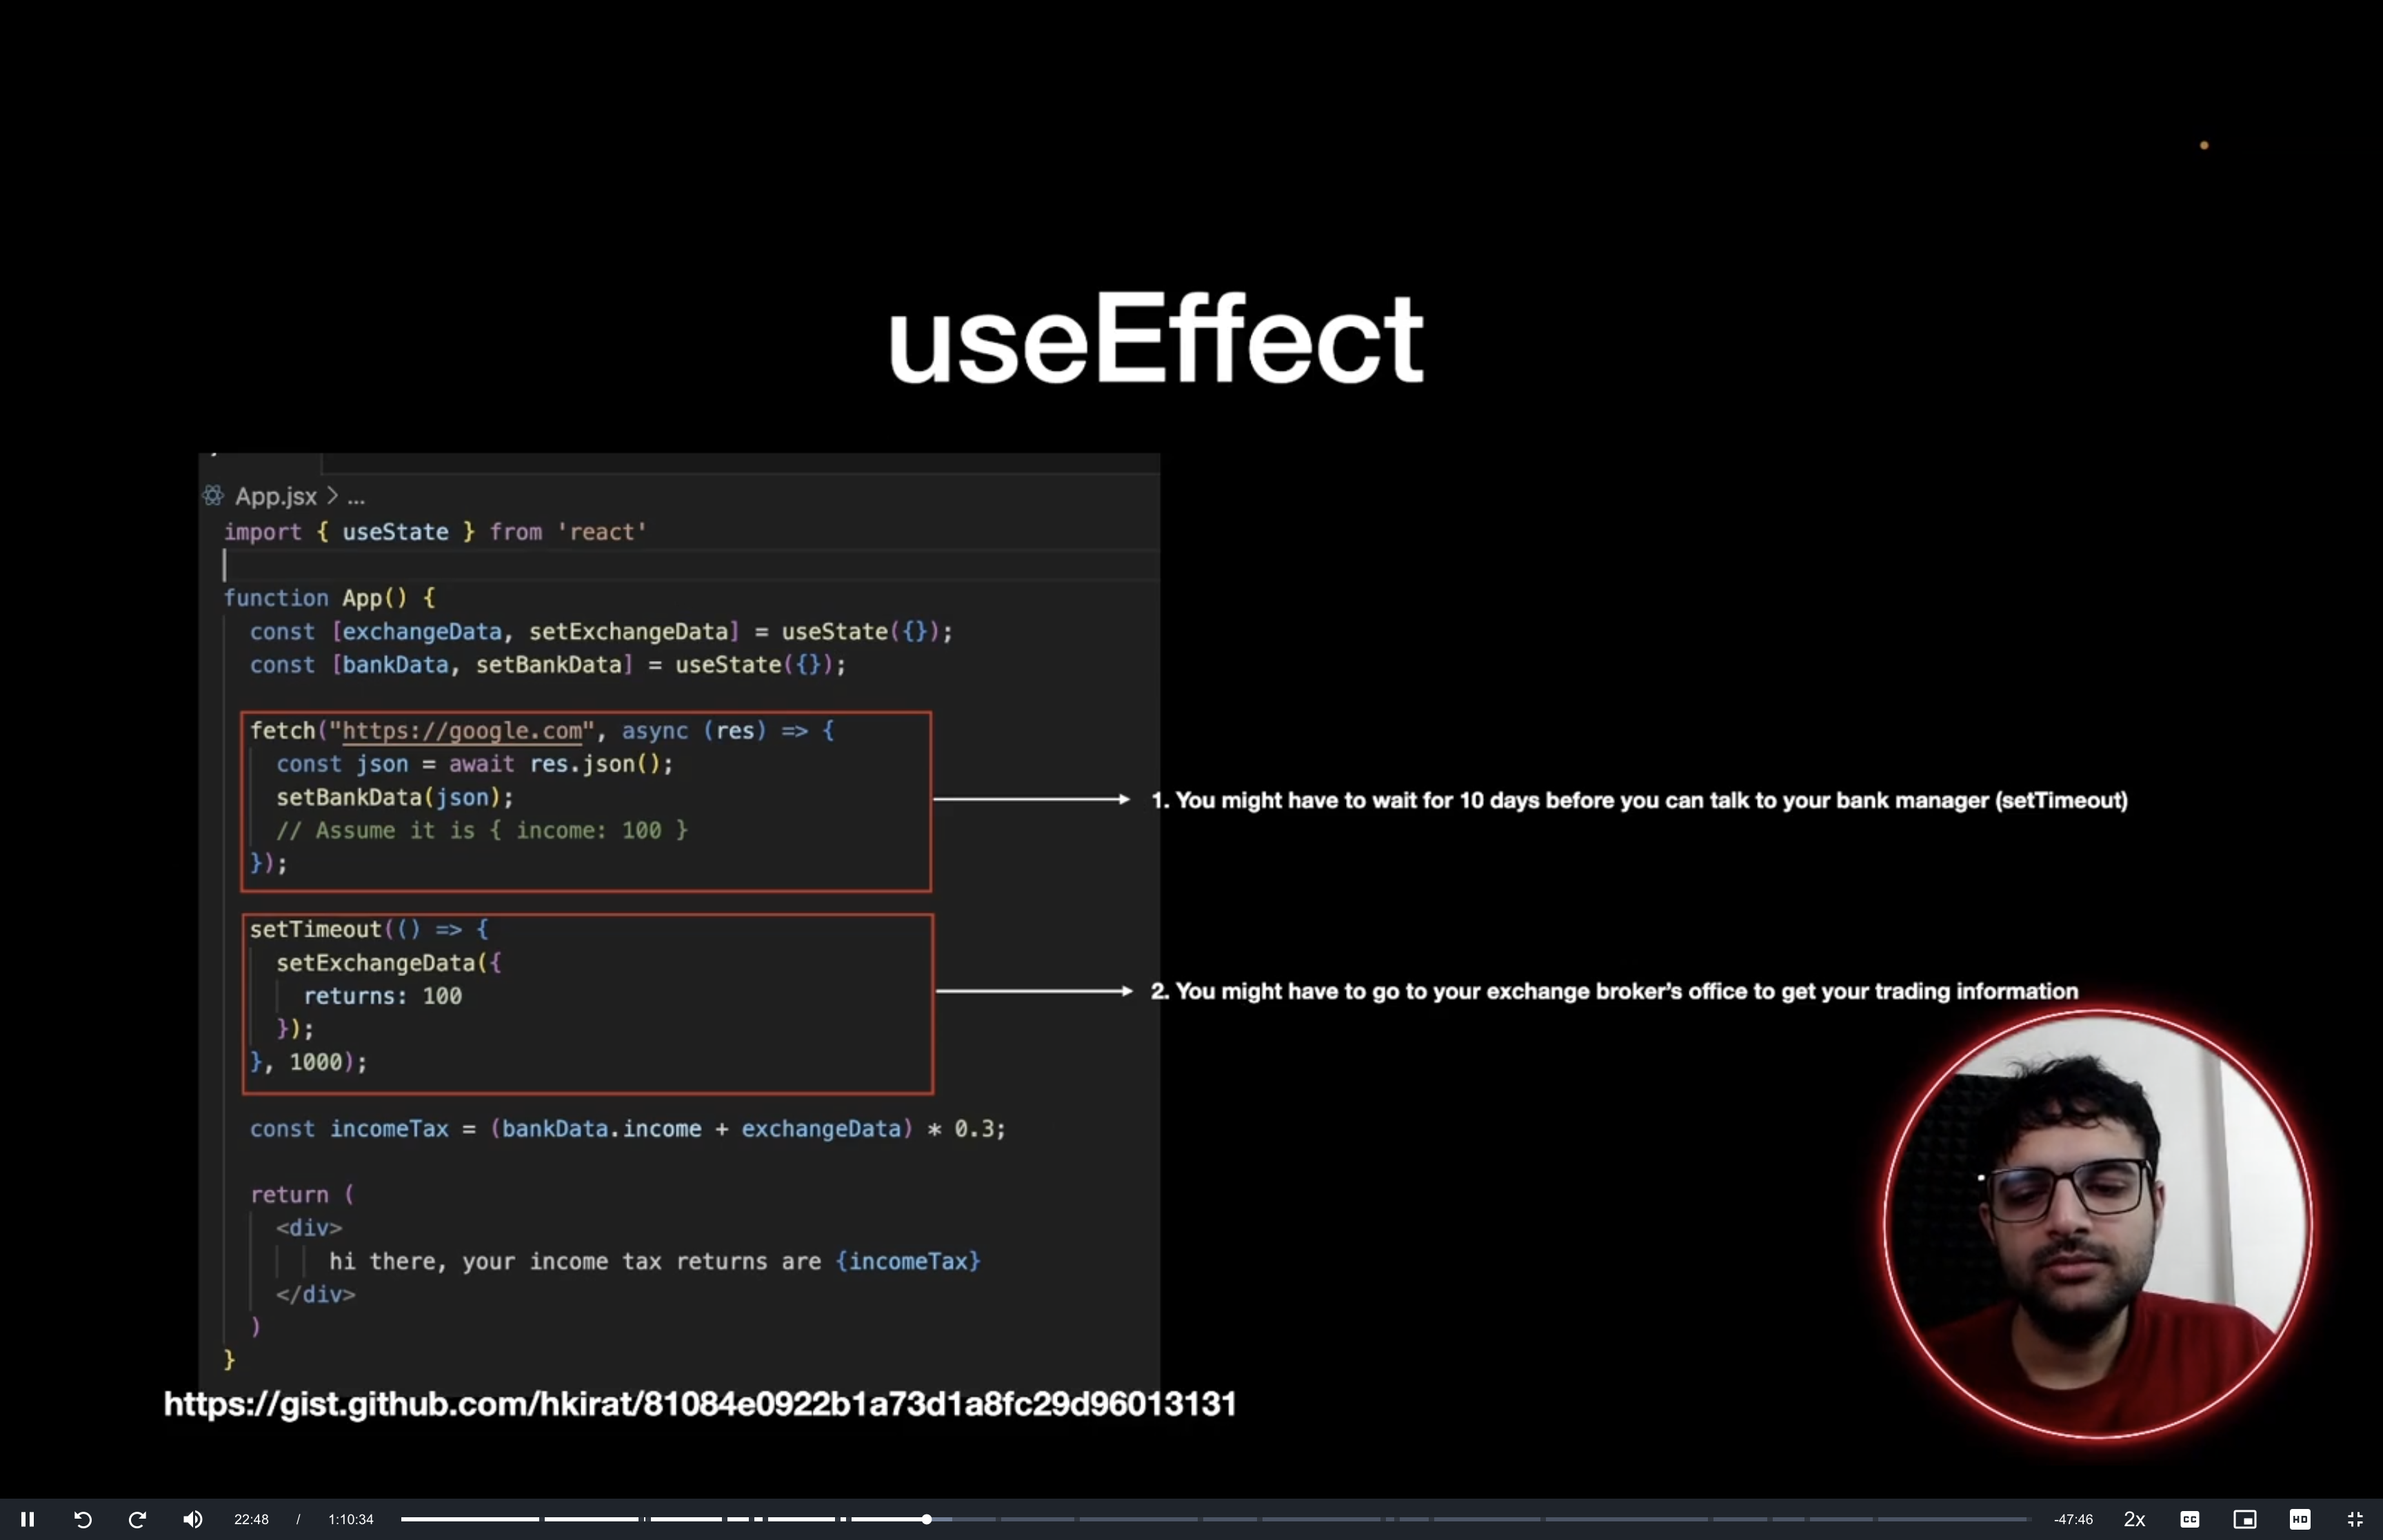 useEffect
App.jsx > ...
import { useState } from 'react'
function App() {
const [exchangeData, setExchangeData] = useState({});
const [bankData, setBankData] = useState({});
fetch("https://google.com", async (res) => {
const json = await res.json();
setBankData(json);
// Assume it is { income: 100 }
});
1. You might have to wait for 10 days before you can talk to your bank manager (setTimeout)
setTimeout(() => {
setExchangeData({
returns: 100
});
}, 1000);
2. You might have to go to your exchange broker's office to get your trading information
const incomeTax = (bankData.income + exchangeData) * 0.3;
return (
<div>
hi there, your income tax returns are {incomeTax}
</div>
)
}
https://gist.github.com/hkirat/81084e0922b1a73d1a8fc29d96013131
22:48 / 1:10:34 -47:46 2x CC HD